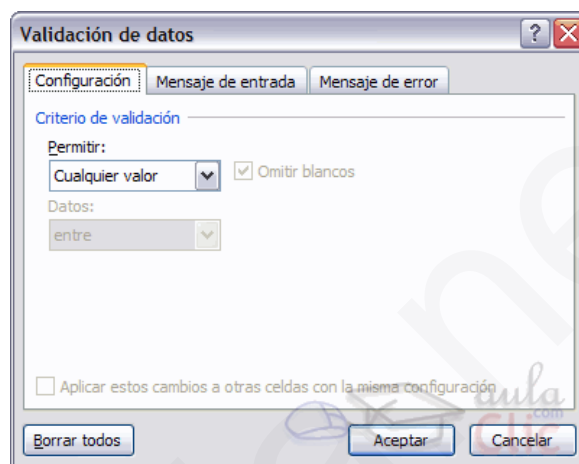 Validación de datos
Configuración Mensaje de entrada Mensaje de error
Criterio de validación
Permitir:
Cualquier valor Omitir blancos
Datos:
entre
Aplicar estos cambios a otras celdas con la misma configuración
aula
.com
Clic
Borrar todos Aceptar Cancelar